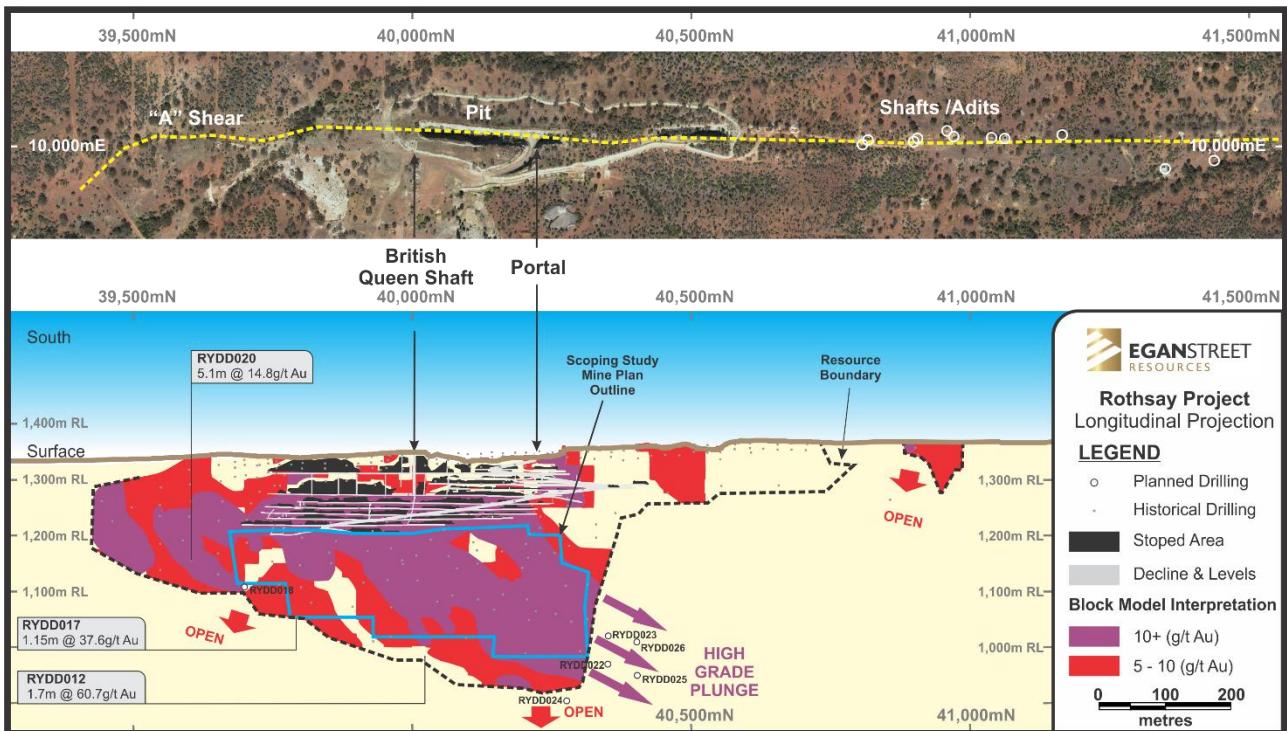 39,500mN 40,000mN 40,500mN 41,000mN 41,500mN
"A" Shear
Pit
Shafts /Adits
10,000mE
10,000mE
British
Queen Shaft
Portal
39,500mN 40,000mN 40,500mN 41,000mN 41,500mN
South
RYDD020
5.1m @ 14.8g/t Au
Scoping Study
Mine Plan
Outline
Resource
Boundary
1,400m RL
Surface
1,300m RL
1,200m RL
1,100m RL
1,300m RL
1,200m RL
1,100m RL
1,000m RL
OPEN
RYDD018
OPEN
RYDD017
1.15m @ 37.6g/t Au
RYDD012
1.7m @ 60.7g/t Au
RYDD023
RYDD026
RYDD022
RYDD025
RYDD024
HIGH
GRADE
PLUNGE
OPEN
40,500mN 41,000mN
EGANSTREET
RESOURCES
Rothsay Project
Longitudinal Projection
LEGEND
Planned Drilling
Historical Drilling
Stoped Area
Decline & Levels
Block Model Interpretation
10+ (g/t Au)
5 - 10 (g/t Au)
0 100 200
metres